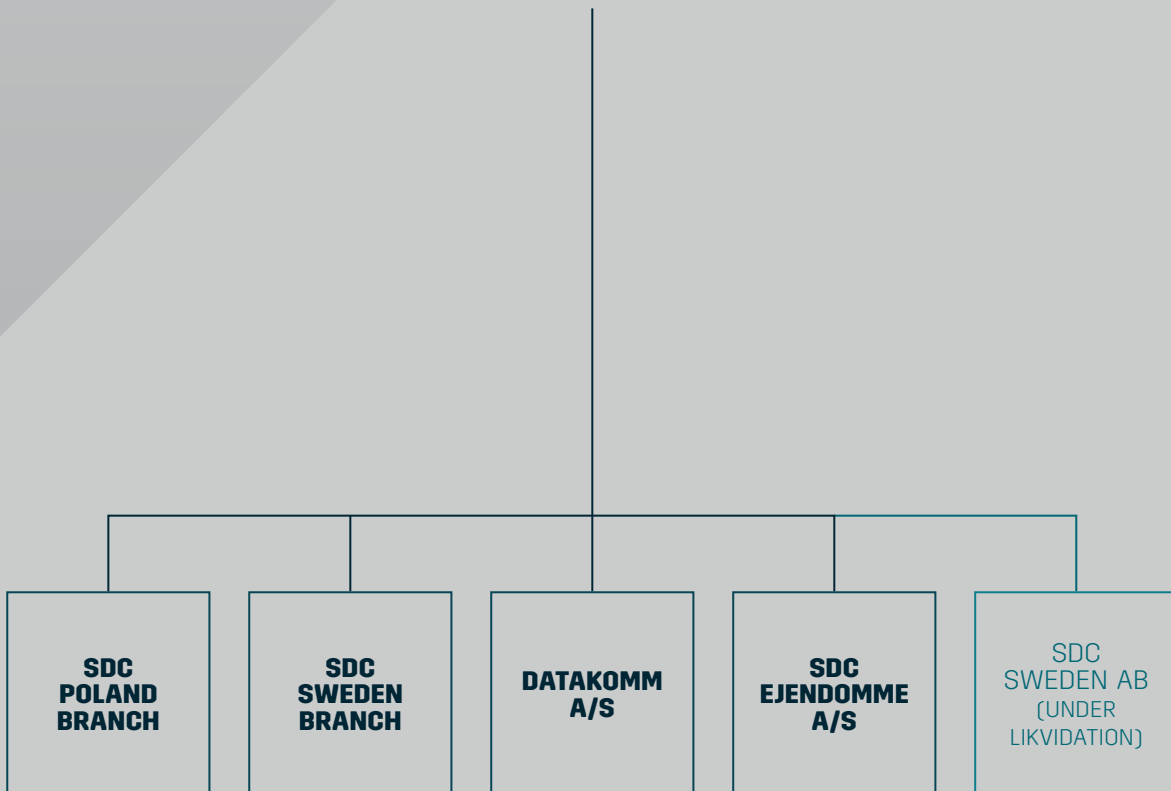 SDC
POLAND
BRANCH
SDC
SWEDEN
BRANCH
DATAKOMM
A/S
SDC
EJENDOMME
A/S
SDC
SWEDEN AB
(UNDER
LIKVIDATION)